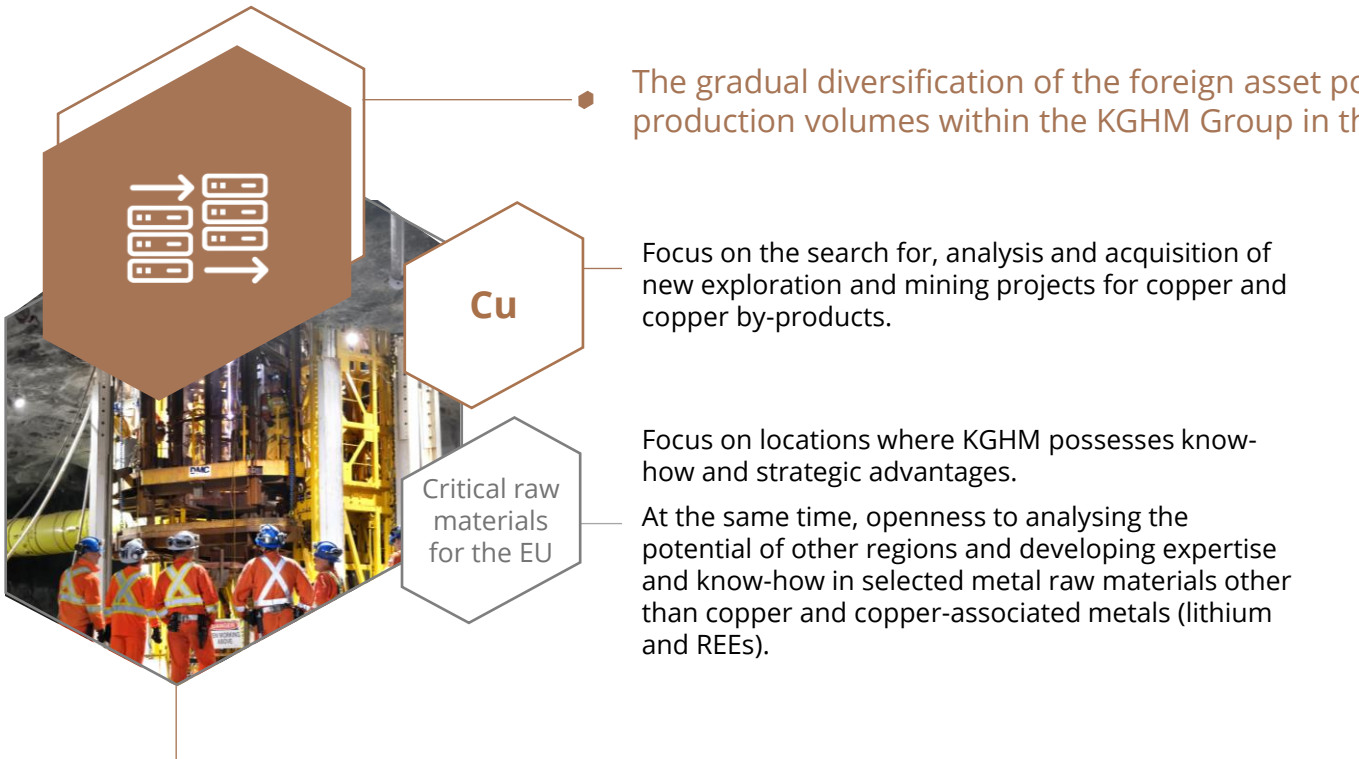 The gradual diversification of the foreign asset
production volumes within the KGHM Group in
Cu
Focus on the search for, analysis and acquisition of
new exploration and mining projects for copper and
copper by-products.
Critical raw
materials
for the EU
Focus on locations where KGHM possesses know-
how and strategic advantages.
At the same time, openness to analysing the
potential of other regions and developing expertise
and know-how in selected metal raw materials other
than copper and copper-associated metals (lithium
and REEs).
DMC